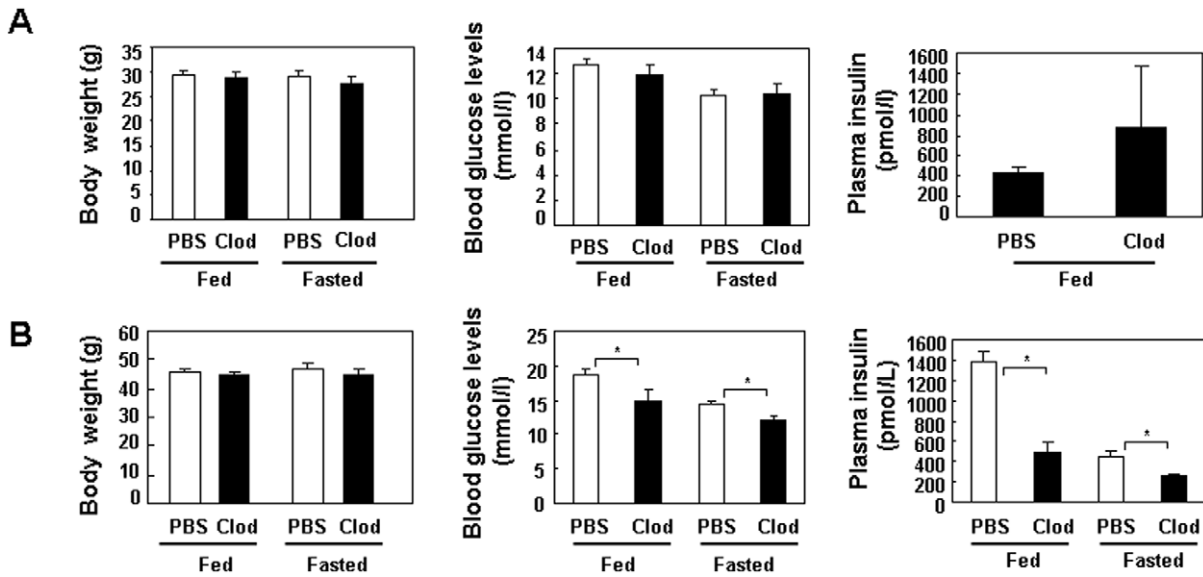 A
Body weight (g)
35
30
25
20
15
10
5
0
PBS Clod PBS Clod
Fed Fasted
Blood glucose levels
(mmol/l)
14
12
10
8
6
4
2
0
PBS Clod PBS Clod
Fed Fasted
Plasma insulin
(pmol/l)
1600
1400
1200
1000
800
600
400
200
0
PBS Clod
Fed
B
Body weight (g)
60
50
40
30
20
10
0
PBS Clod PBS Clod
Fed Fasted
Blood glucose levels
(mmol/l)
25
20
15
10
5
0
* *
PBS Clod PBS Clod
Fed Fasted
Plasma insulin
(pmol/L)
1600
1400
1200
1000
800
600
400
200
0
* *
PBS Clod PBS Clod
Fed Fasted